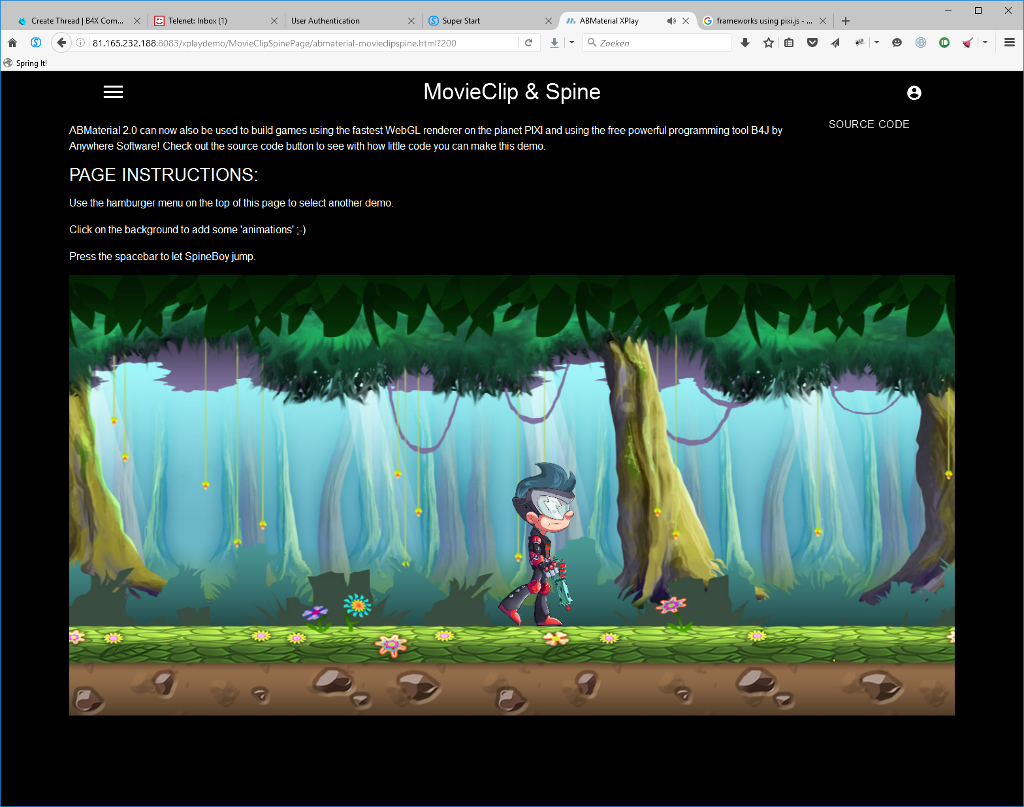 Create Thread | B4X Com...
Telenet: Inbox (1)
User Authentication
Super Start
ABMaterial XPlay
frameworks using pixi.js - ...
81.165.232.188:8083/xplaydemo/MovieClipSpinePage/abmaterial-movieclipspine.html?200
Zoeken
Spring It!
MovieClip & Spine
SOURCE CODE
ABMaterial 2.0 can now also be used to build games using the fastest WebGL renderer on the planet PIXI and using the free powerful programming tool B4J by
Anywhere Software! Check out the source code button to see with how little code you can make this demo.
PAGE INSTRUCTIONS:
Use the hamburger menu on the top of this page to select another demo.
Click on the background to add some 'animations' ;-)
Press the spacebar to let SpineBoy jump.